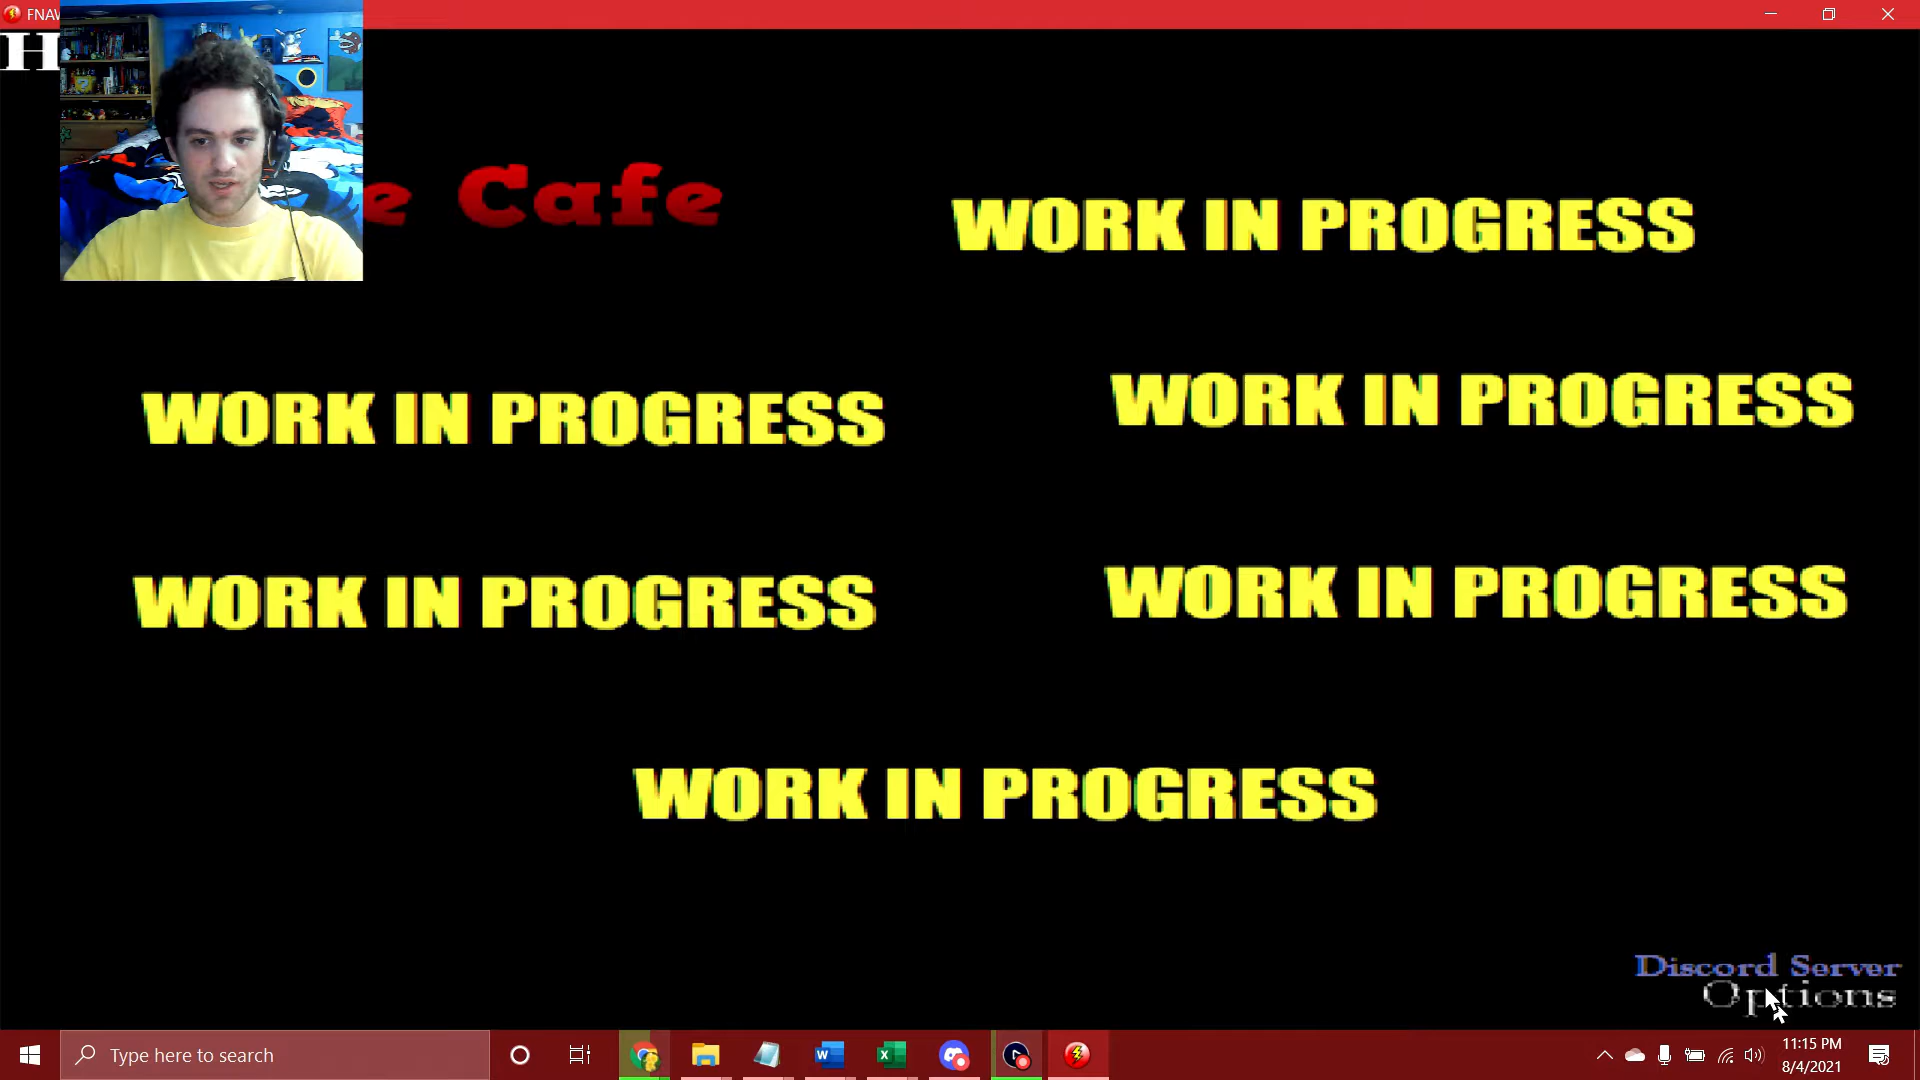 FNAW
H
e Cafe
WORK IN PROGRESS
WORK IN PROGRESS
WORK IN PROGRESS
WORK IN PROGRESS
WORK IN PROGRESS
WORK IN PROGRESS
Discord Server
Options
Type here to search
11:15 PM
8/4/2021